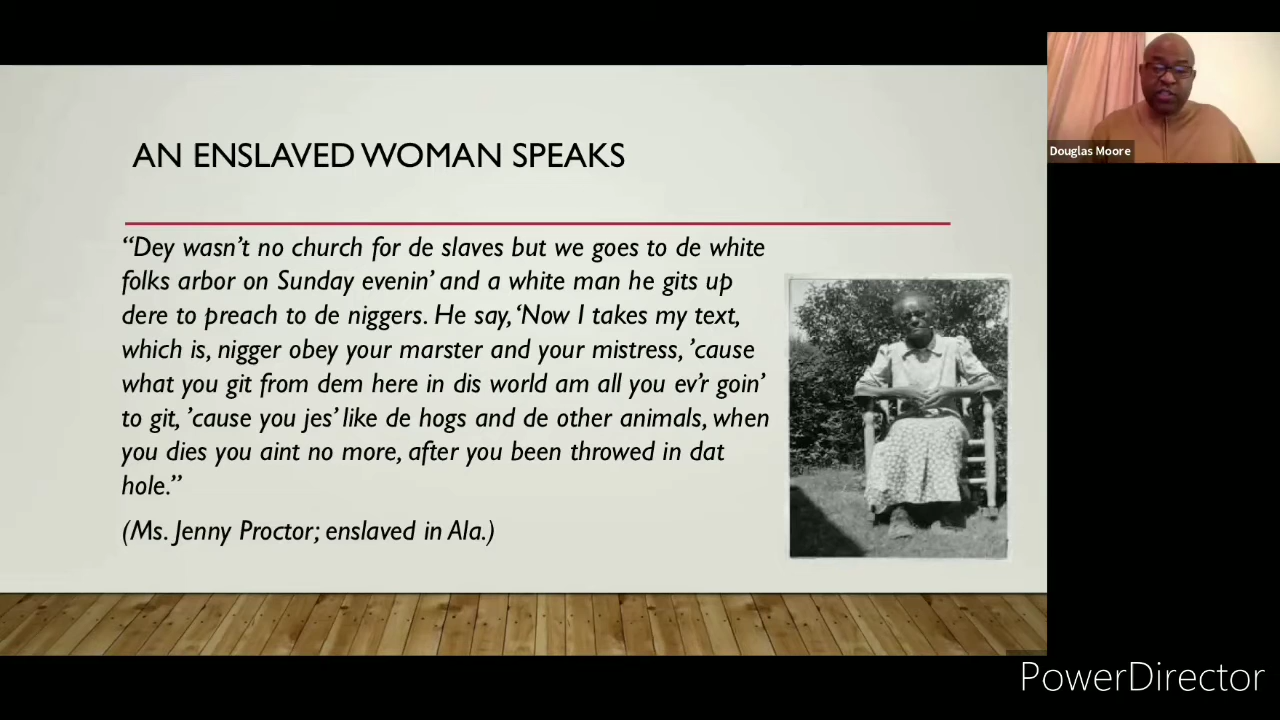 AN ENSLAVED WOMAN SPEAKS
“Dey wasn’t no church for de slaves but we goes to de white
folks arbor on Sunday evenin’ and a white man he gits up
dere to preach to de niggers. He say, ‘Now I takes my text,
which is, nigger obey your marster and your mistress, ’cause
what you git from dem here in dis world am all you ev’r goin’
to git, ’cause you jes’ like de hogs and de other animals, when
you dies you aint no more, after you been throwed in dat
hole.”
(Ms. Jenny Proctor; enslaved in Ala.)
Douglas Moore
PowerDirector